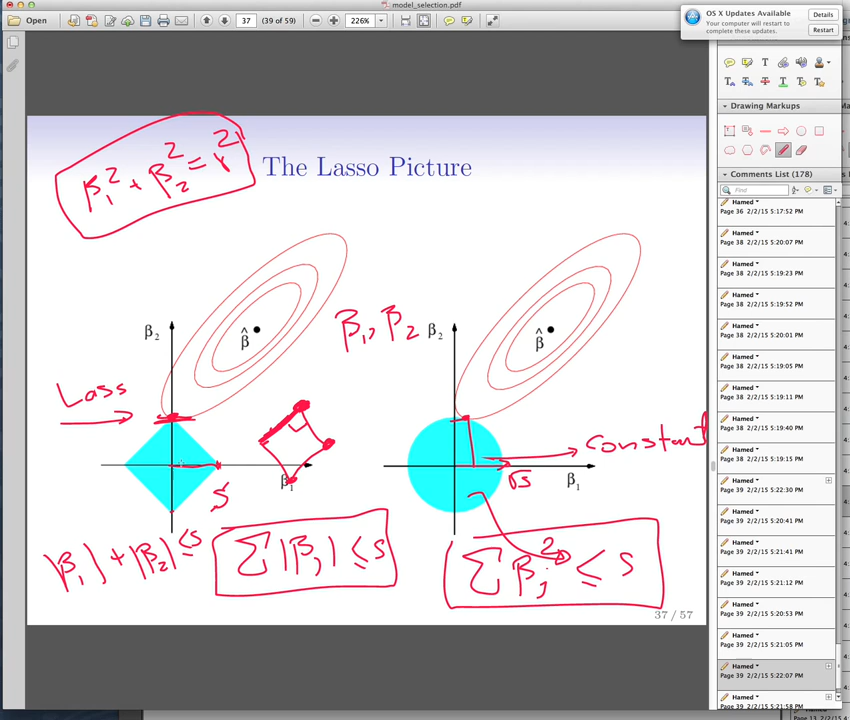 model_selection.pdf
Open
37
(39 of 59)
226%
OS X Updates Available
Your computer will restart to complete these updates.
Details
Restart
Drawing Markups
Comments List (178)
Find
Hamed
Page 36 2/2/15 5:17:52 PM
Hamed
Page 38 2/2/15 5:20:07 PM
Hamed
Page 38 2/2/15 5:19:23 PM
Hamed
Page 38 2/2/15 5:19:52 PM
Hamed
Page 38 2/2/15 5:20:01 PM
Hamed
Page 38 2/2/15 5:19:05 PM
Hamed
Page 38 2/2/15 5:19:11 PM
Hamed
Page 38 2/2/15 5:19:40 PM
Hamed
Page 38 2/2/15 5:19:15 PM
Hamed
Page 39 2/2/15 5:22:30 PM
Hamed
Page 39 2/2/15 5:20:41 PM
Hamed
Page 39 2/2/15 5:21:41 PM
Hamed
Page 39 2/2/15 5:21:12 PM
Hamed
Page 39 2/2/15 5:20:53 PM
Hamed
Page 39 2/2/15 5:21:05 PM
Hamed
Page 39 2/2/15 5:22:07 PM
Hamed
Page 39 2/2/15 5:21:58 PM
β₁² + β₂² = r²
The Lasso Picture
β₂
β̂
β₁, β₂
β₂
β̂
Lass
constant
S
β₁
√s
β₁
|β₁| + |β₂| ≤ s
∑ |βⱼ| ≤ s
∑ βⱼ² ≤ s
37 / 57